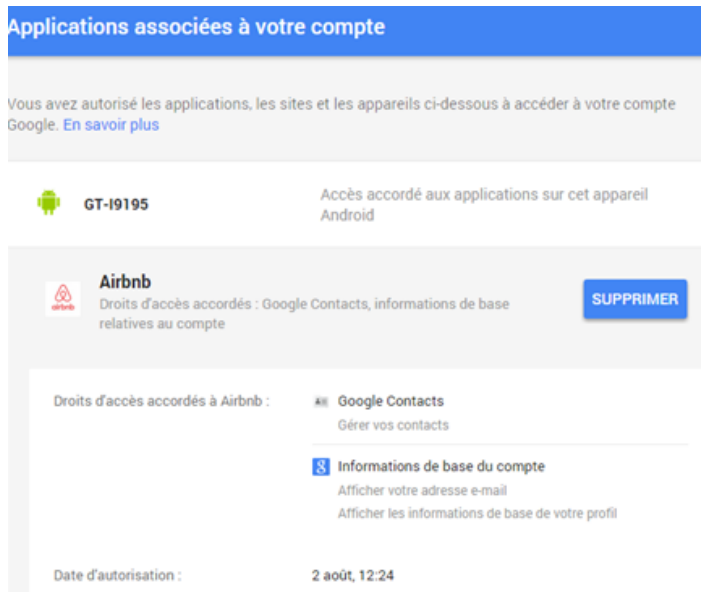 Applications associées à votre compte
Vous avez autorisé les applications, les sites et les appareils ci-dessous à accéder à votre compte
Google. En savoir plus
GT-I9195
Accès accordé aux applications sur cet appareil
Android
Airbnb
Droits d'accès accordés : Google Contacts, informations de base
relatives au compte
airbnb
SUPPRIMER
Droits d'accès accordés à Airbnb :
Google Contacts
Gérer vos contacts
8 Informations de base du compte
Afficher votre adresse e-mail
Afficher les informations de base de votre profil
Date d'autorisation :
2 août, 12:24